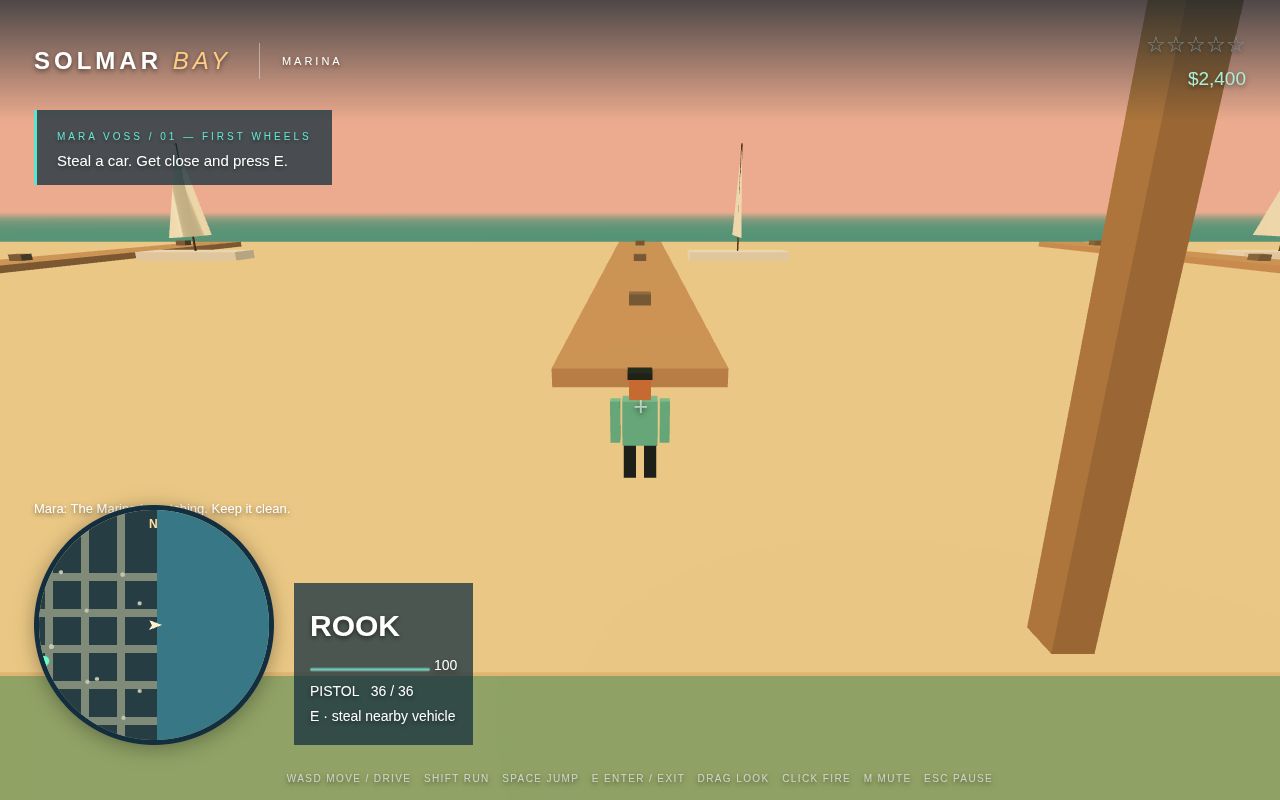 SOLMAR BAY
MARINA
☆☆☆☆☆
$2,400
MARA VOSS / 01 — FIRST WHEELS
Steal a car. Get close and press E.
Mara: The ching. Keep it clean.
N
ROOK
100
PISTOL 36 / 36
E · steal nearby vehicle
WASD MOVE / DRIVE SHIFT RUN SPACE JUMP E ENTER / EXIT DRAG LOOK CLICK FIRE M MUTE ESC PAUSE